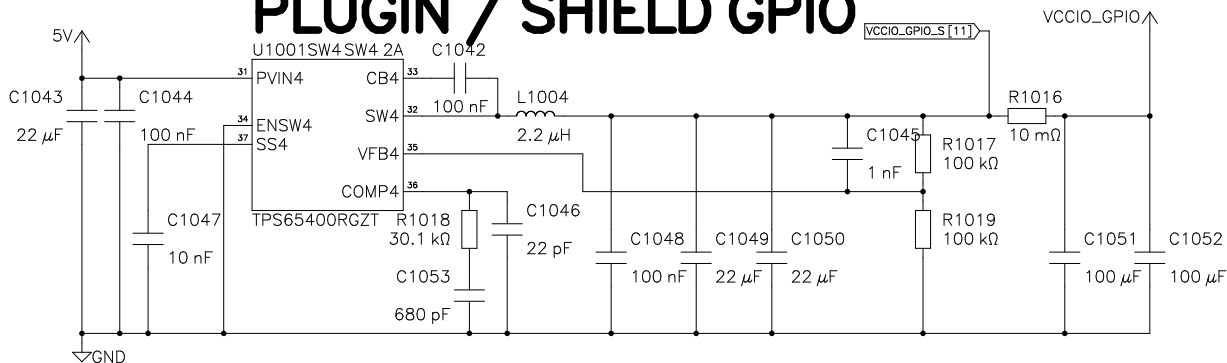 PLUGIN / SHIELD GPIO
VCCIO_GPIO_S [11]
VCCIO_GPIO
5V
U1001SW4 SW4 2A
C1042
100 nF
31
PVIN4
CB4
33
C1043
22 µF
C1044
100 nF
34
ENSW4
37
SS4
SW4
32
L1004
2.2 µH
VFB4
35
COMP4
36
TPS65400RGZT
C1045
1 nF
R1017
100 kΩ
R1016
10 mΩ
C1047
10 nF
R1018
30.1 kΩ
C1046
22 pF
C1053
680 pF
C1048
100 nF
C1049
22 µF
C1050
22 µF
R1019
100 kΩ
C1051
100 µF
C1052
100 µF
GND